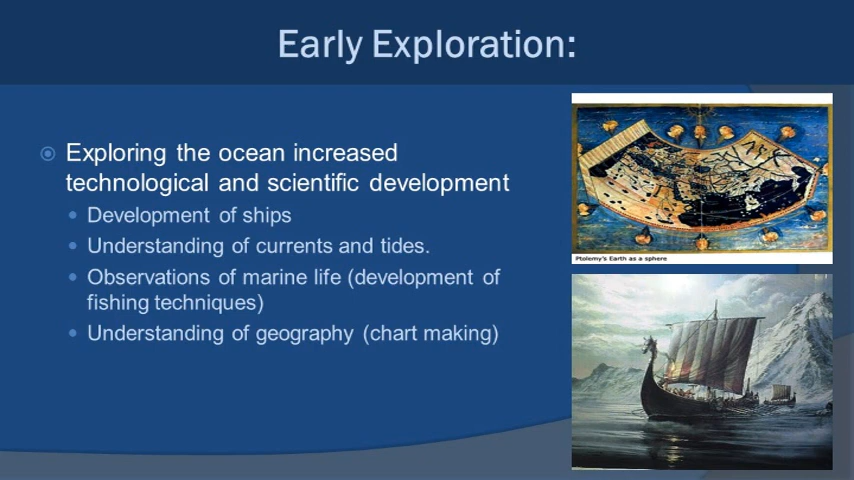 Early Exploration:
Exploring the ocean increased
technological and scientific development
Development of ships
Understanding of currents and tides.
Observations of marine life (development of
fishing techniques)
Understanding of geography (chart making)
Ptolemy's Earth as a sphere